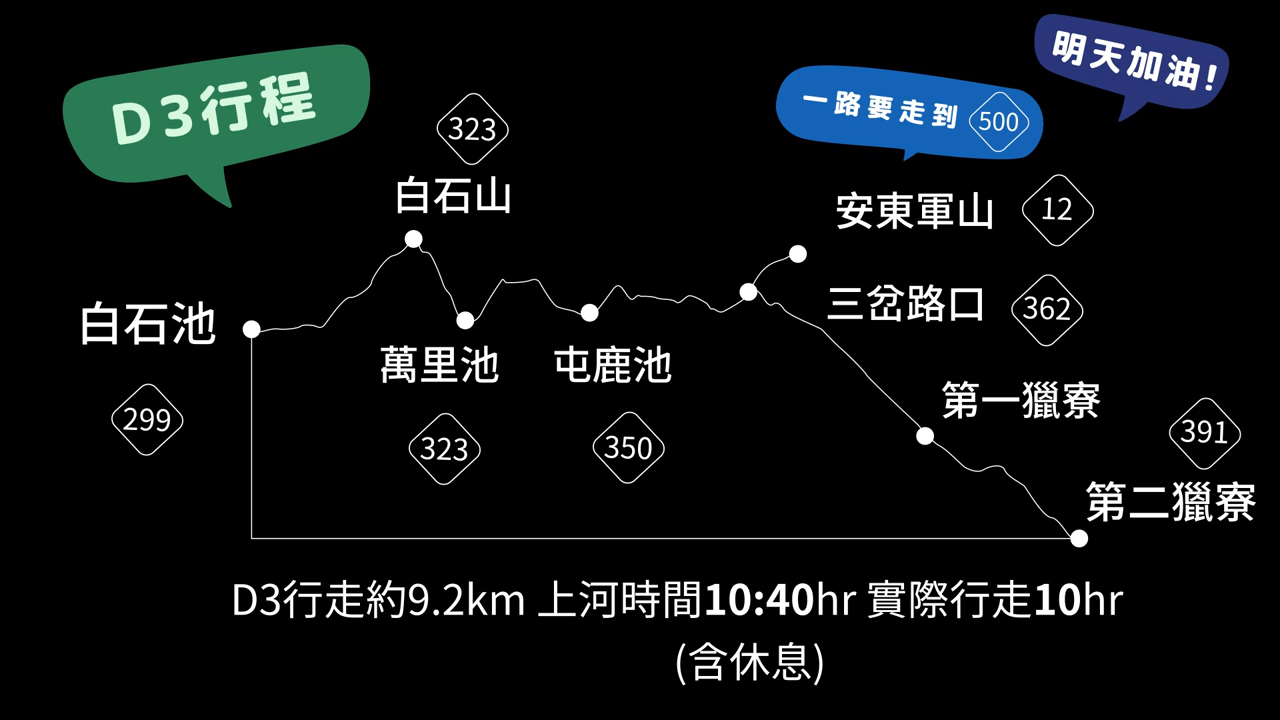 D3行程
明天加油!
一路要走到 500
323
白石山
安東軍山 12
三岔路口 362
白石池
299
萬里池
323
屯鹿池
350
第一獵寮
391
第二獵寮
D3行走約9.2km 上河時間10:40hr 實際行走10hr
(含休息)